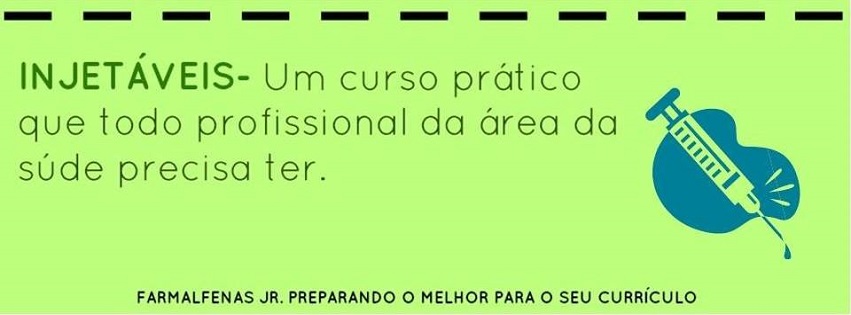 INJETÁVEIS- Um curso prático
que todo profissional da área da
súde precisa ter.
FARMALFENAS JR. PREPARANDO O MELHOR PARA O SEU CURRÍCULO